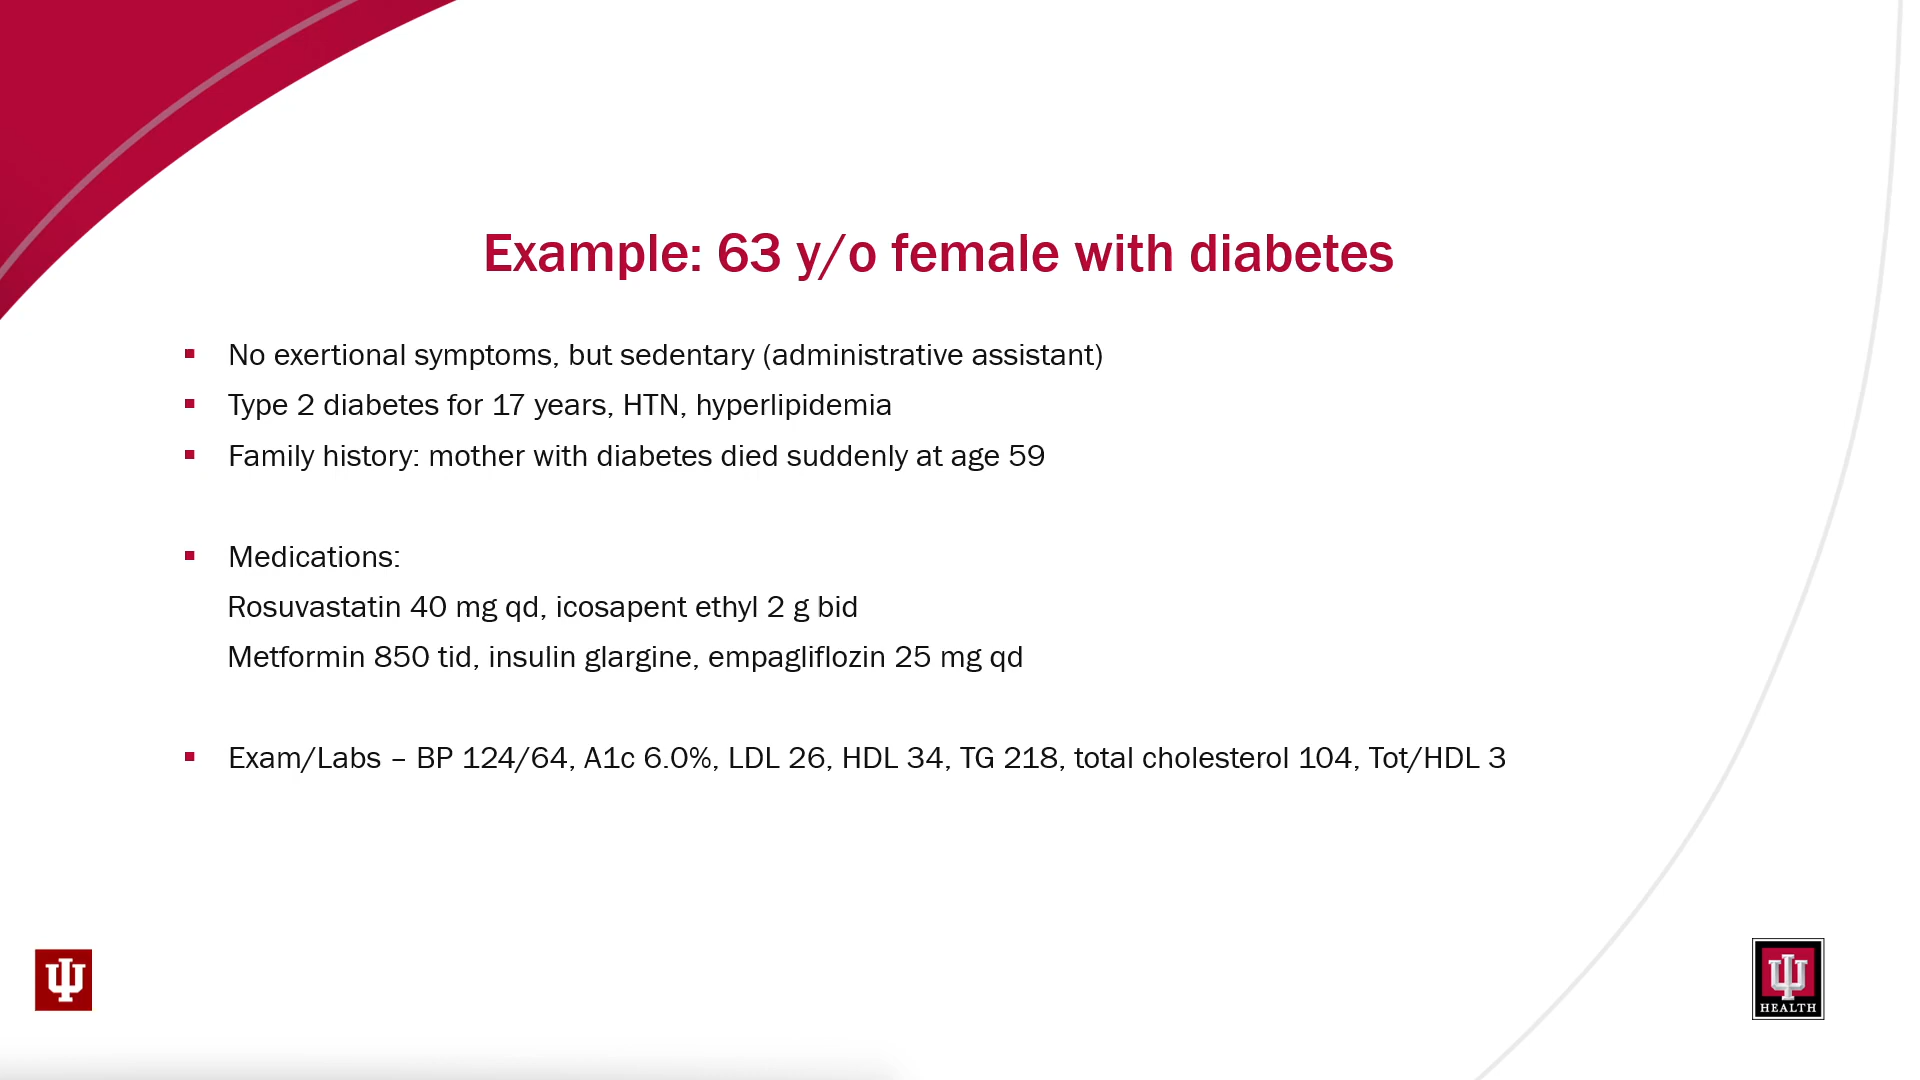 Example: 63 y/o female with diabetes
▪ No exertional symptoms, but sedentary (administrative assistant)
▪ Type 2 diabetes for 17 years, HTN, hyperlipidemia
▪ Family history: mother with diabetes died suddenly at age 59
▪ Medications:
Rosuvastatin 40 mg qd, icosapent ethyl 2 g bid
Metformin 850 tid, insulin glargine, empagliflozin 25 mg qd
▪ Exam/Labs – BP 124/64, A1c 6.0%, LDL 26, HDL 34, TG 218, total cholesterol 104, Tot/HDL 3
HEALTH